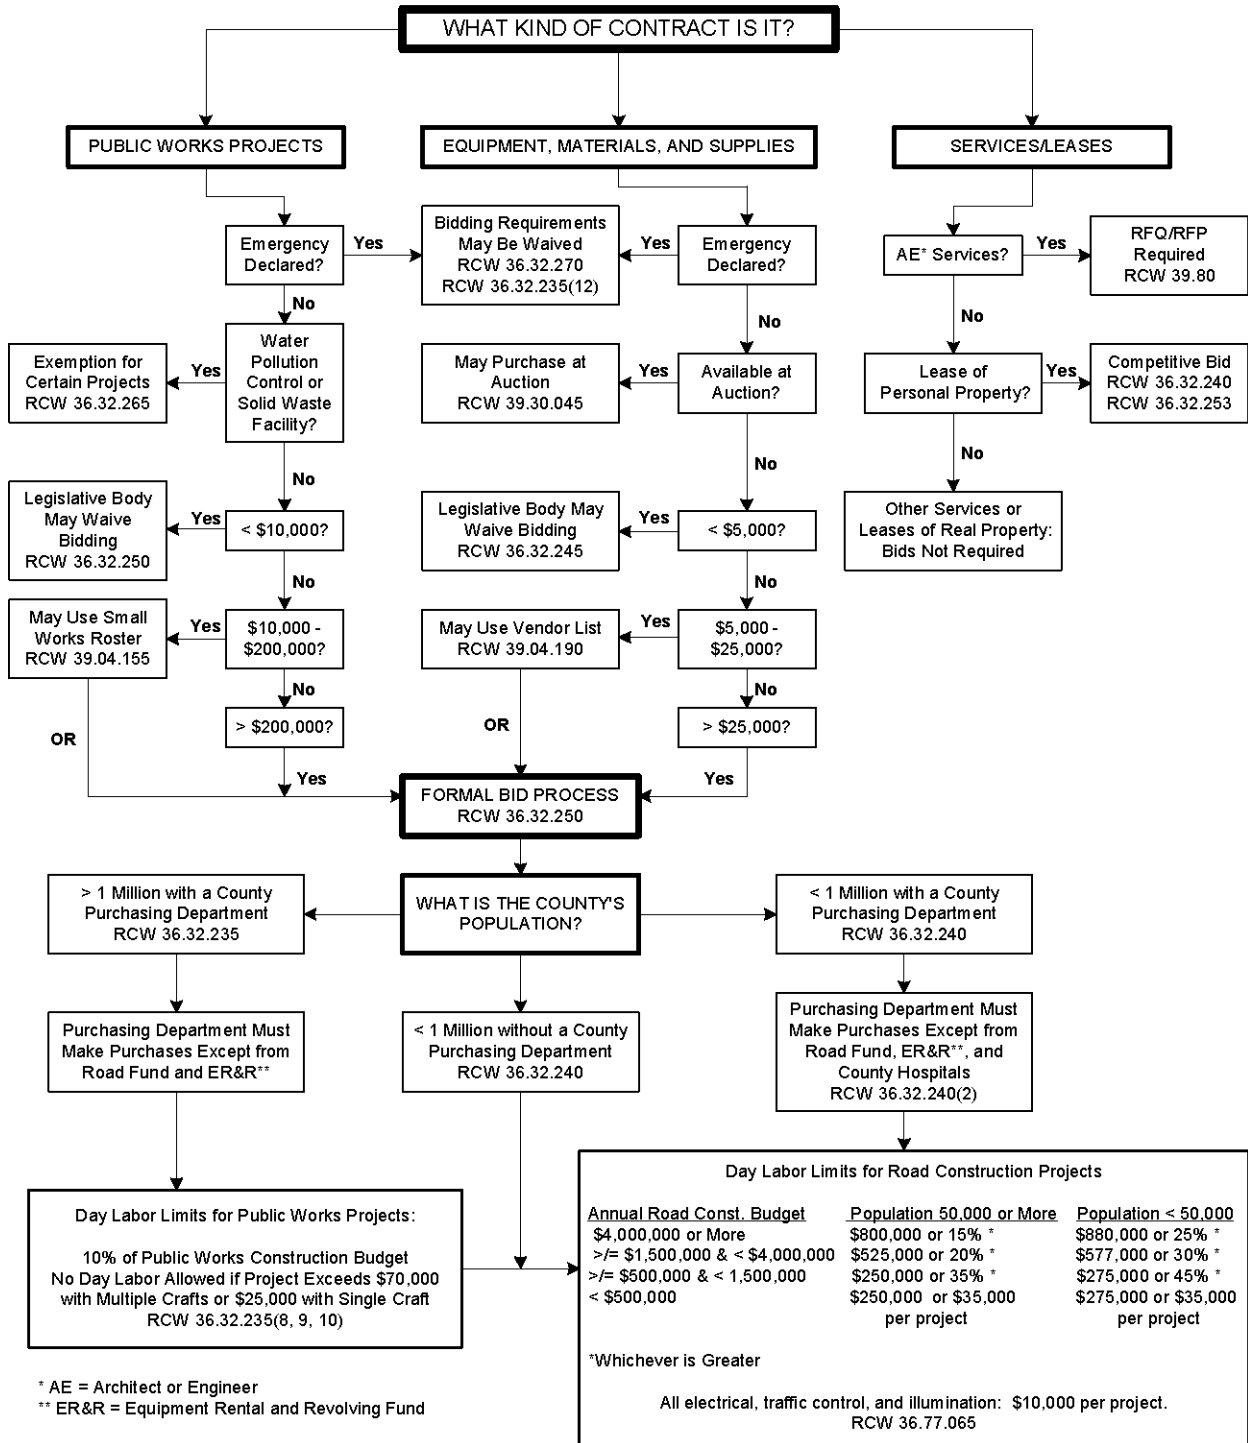 WHAT KIND OF CONTRACT IS IT?
PUBLIC WORKS PROJECTS
EQUIPMENT, MATERIALS, AND SUPPLIES
SERVICES/LEASES
Emergency
Declared?
Yes
Bidding Requirements
May Be Waived
RCW 36.32.270
RCW 36.32.235(12)
Yes
Emergency
Declared?
AE* Services?
Yes
RFQ/RFP
Required
RCW 39.80
No
No
No
Exemption for
Certain Projects
RCW 36.32.265
Yes
Water
Pollution
Control or
Solid Waste
Facility?
May Purchase at
Auction
RCW 39.30.045
Yes
Available at
Auction?
Lease of
Personal Property?
Yes
Competitive Bid
RCW 36.32.240
RCW 36.32.253
No
No
No
Legislative Body
May Waive
Bidding
RCW 36.32.250
Yes
< $10,000?
Legislative Body May
Waive Bidding
RCW 36.32.245
Yes
< $5,000?
Other Services or
Leases of Real Property:
Bids Not Required
No
No
May Use Small
Works Roster
RCW 39.04.155
Yes
$10,000 -
$200,000?
May Use Vendor List
RCW 39.04.190
Yes
$5,000 -
$25,000?
No
No
OR
> $200,000?
OR
> $25,000?
Yes
Yes
FORMAL BID PROCESS
RCW 36.32.250
> 1 Million with a County
Purchasing Department
RCW 36.32.235
WHAT IS THE COUNTY'S
POPULATION?
< 1 Million with a County
Purchasing Department
RCW 36.32.240
Purchasing Department Must
Make Purchases Except from
Road Fund and ER&R**
< 1 Million without a County
Purchasing Department
RCW 36.32.240
Purchasing Department Must
Make Purchases Except from
Road Fund, ER&R**, and
County Hospitals
RCW 36.32.240(2)
Day Labor Limits for Public Works Projects:
10% of Public Works Construction Budget
No Day Labor Allowed if Project Exceeds $70,000
with Multiple Crafts or $25,000 with Single Craft
RCW 36.32.235(8, 9, 10)
Day Labor Limits for Road Construction Projects
Annual Road Const. Budget Population 50,000 or More Population < 50,000
$4,000,000 or More $800,000 or 15% * $880,000 or 25% *
>/= $1,500,000 & < $4,000,000 $525,000 or 20% * $577,000 or 30% *
>/= $500,000 & < 1,500,000 $250,000 or 35% * $275,000 or 45% *
< $500,000 $250,000 or $35,000 $275,000 or $35,000
per project per project
*Whichever is Greater
All electrical, traffic control, and illumination: $10,000 per project.
RCW 36.77.065
* AE = Architect or Engineer
** ER&R = Equipment Rental and Revolving Fund